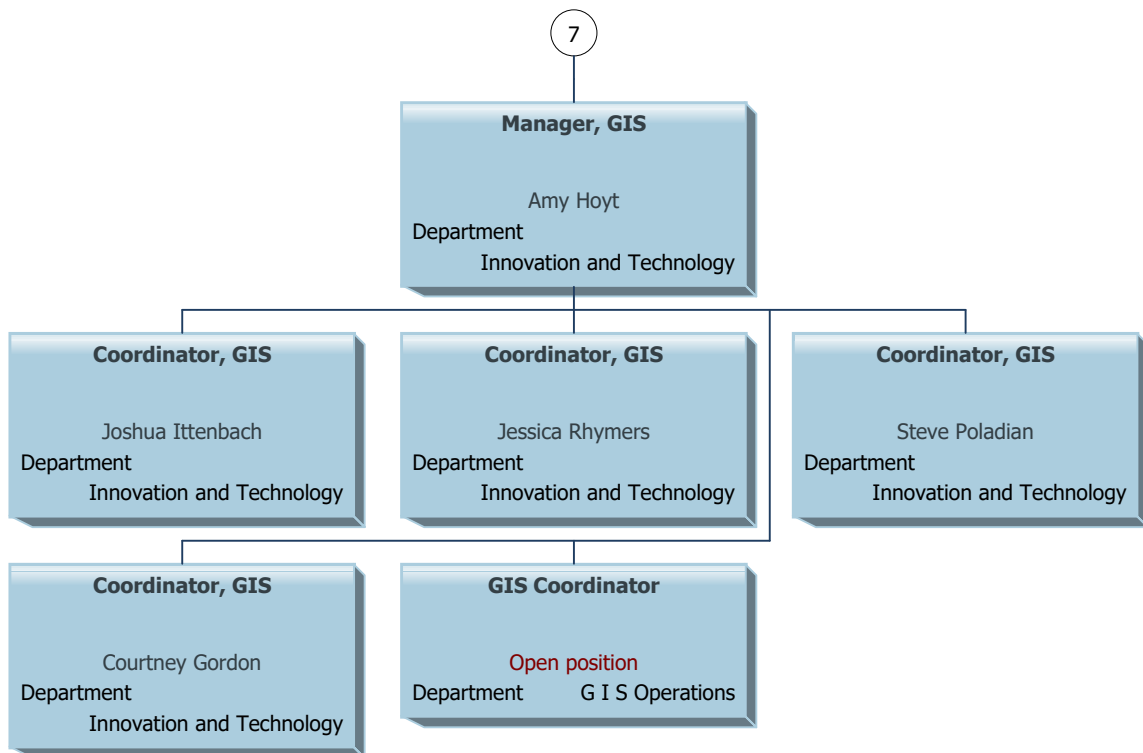 7
Manager, GIS
Amy Hoyt
Department
Innovation and Technology
Coordinator, GIS
Joshua Ittenbach
Department
Innovation and Technology
Coordinator, GIS
Jessica Rhymers
Department
Innovation and Technology
Coordinator, GIS
Steve Poladian
Department
Innovation and Technology
Coordinator, GIS
Courtney Gordon
Department
Innovation and Technology
GIS Coordinator
Open position
Department G I S Operations